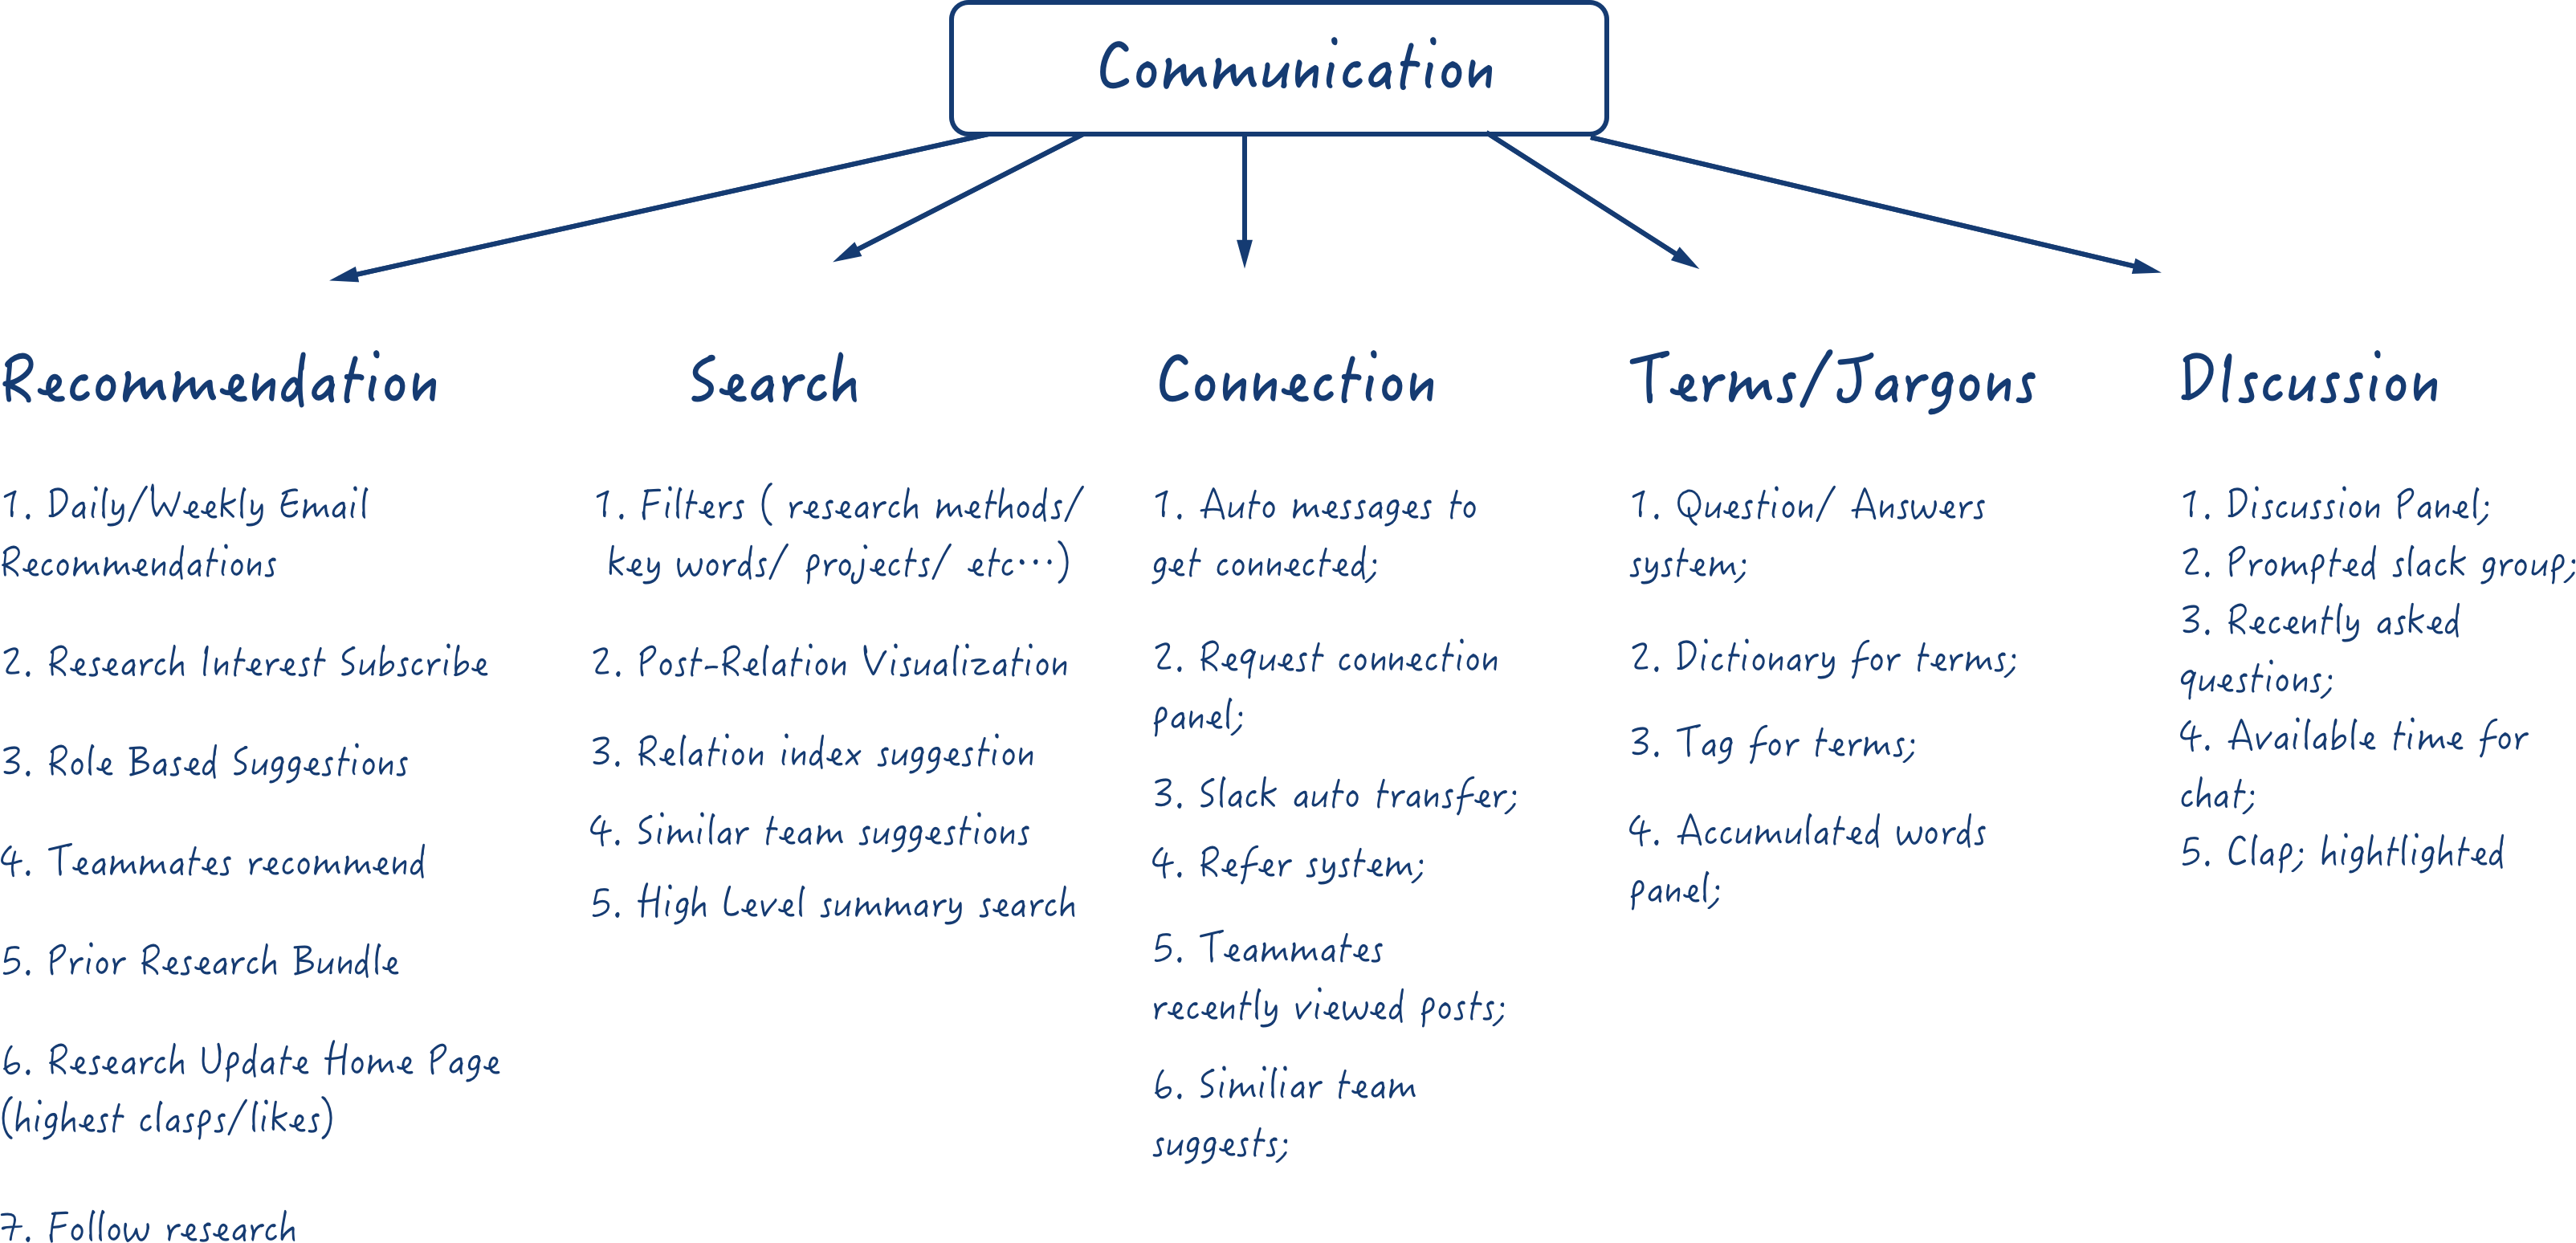 Communication
Recommendation
1. Daily/Weekly Email
Recommendations
2. Research Interest Subscribe
3. Role Based Suggestions
4. Teammates recommend
5. Prior Research Bundle
6. Research Update Home Page
(highest clasps/likes)
7. Follow research
Search
1. Filters ( research methods/
key words/ projects/ etc···)
2. Post-Relation Visualization
3. Relation index suggestion
4. Similar team suggestions
5. High Level summary search
Connection
1. Auto messages to
get connected;
2. Request connection
panel;
3. Slack auto transfer;
4. Refer system;
5. Teammates
recently viewed posts;
6. Similiar team
suggests;
Terms/Jargons
1. Question/ Answers
system;
2. Dictionary for terms;
3. Tag for terms;
4. Accumulated words
panel;
DIscussion
1. Discussion Panel;
2. Prompted slack group;
3. Recently asked
questions;
4. Available time for
chat;
5. Clap; hightlighted